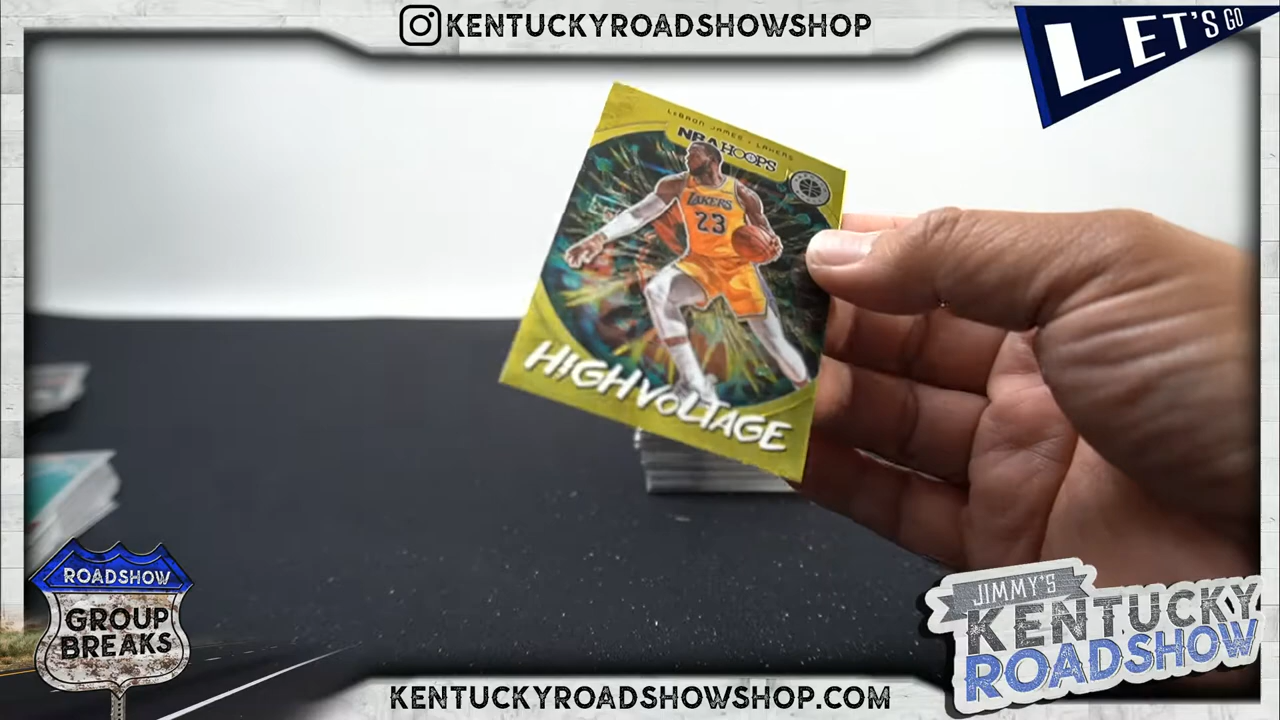 KENTUCKYROADSHOWSHOP
LET'S GO
LEBRON JAMES LAKERS
NBA HOOPS
LAKERS
23
HIGH VOLTAGE
ROADSHOW
GROUP
BREAKS
JIMMY'S
KENTUCKY
ROADSHOW
KENTUCKYROADSHOWSHOP.COM